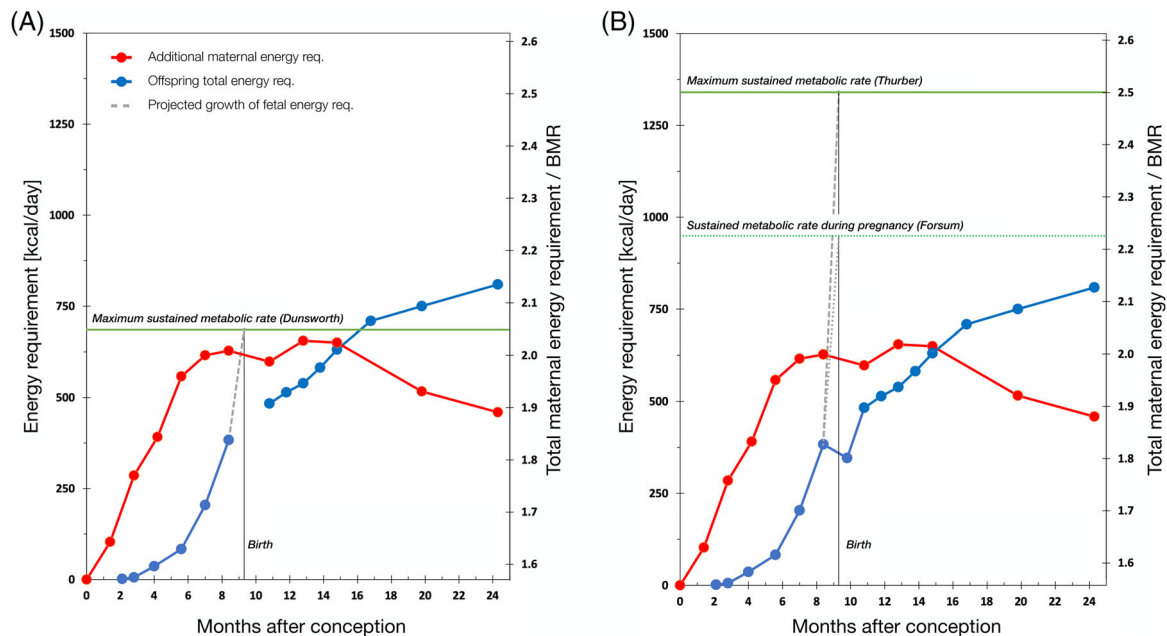 (A)
1500
1250
1000
750
500
250
0
Energy requirement [kcal/day]
Additional maternal energy req.
Offspring total energy req.
Projected growth of fetal energy req.
Maximum sustained metabolic rate (Dunsworth)
Birth
0 2 4 6 8 10 12 14 16 18 20 22 24
Months after conception
2.6
2.5
2.4
2.3
2.2
2.1
2.0
1.9
1.8
1.7
1.6
Total maternal energy requirement / BMR
(B)
1500
1250
1000
750
500
250
0
Energy requirement [kcal/day]
Maximum sustained metabolic rate (Thurber)
Sustained metabolic rate during pregnancy (Forsum)
Birth
0 2 4 6 8 10 12 14 16 18 20 22 24
Months after conception
2.6
2.5
2.4
2.3
2.2
2.1
2.0
1.9
1.8
1.7
1.6
Total maternal energy requirement / BMR